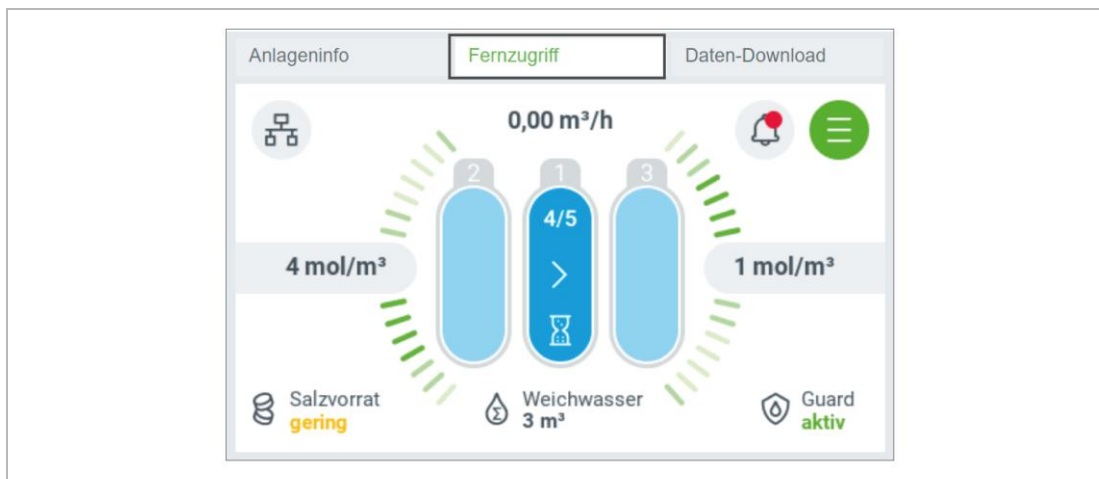 Anlageninfo Fernzugriff Daten-Download
0,00 m³/h
2 1 3
4/5
4 mol/m³ 1 mol/m³
Salzvorrat
gering
Weichwasser
3 m³
Guard
aktiv